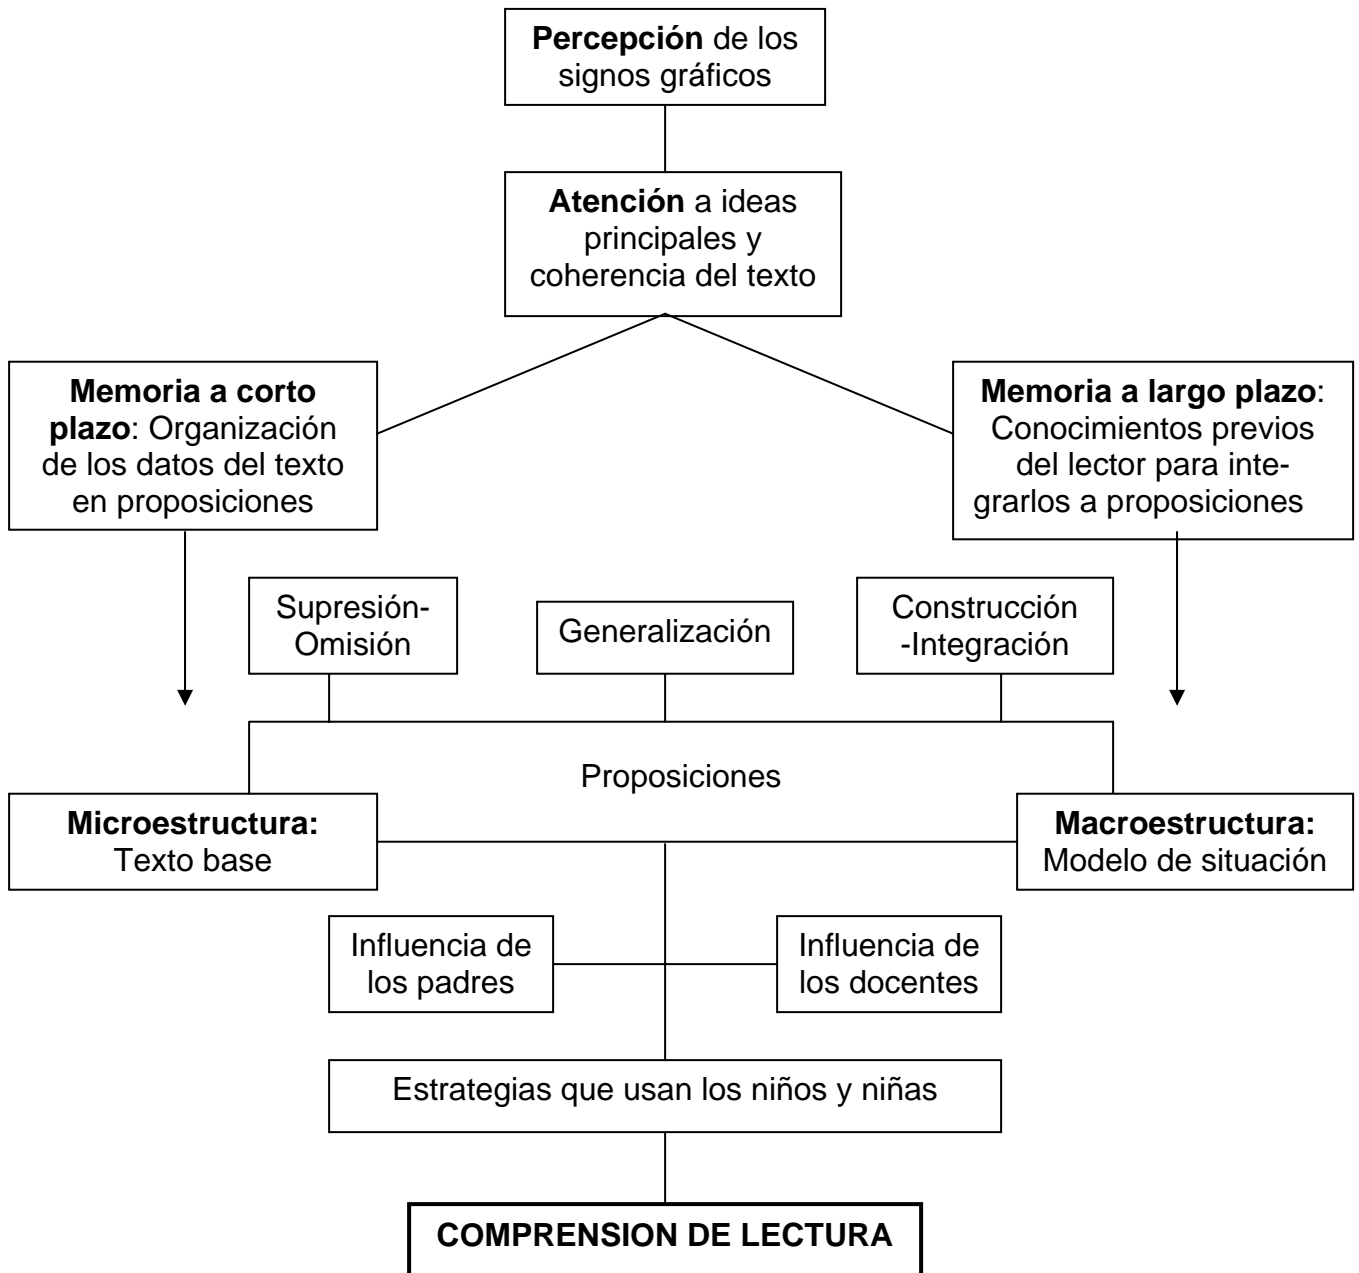 Percepción de los
signos gráficos
Atención a ideas
principales y
coherencia del texto
Memoria a corto
plazo: Organización
de los datos del texto
en proposiciones
Memoria a largo plazo:
Conocimientos previos
del lector para inte-
grarlos a proposiciones
Supresión-
Omisión
Generalización
Construcción
-Integración
Proposiciones
Microestructura:
Texto base
Macroestructura:
Modelo de situación
Influencia de
los padres
Influencia de
los docentes
Estrategias que usan los niños y niñas
COMPRENSION DE LECTURA